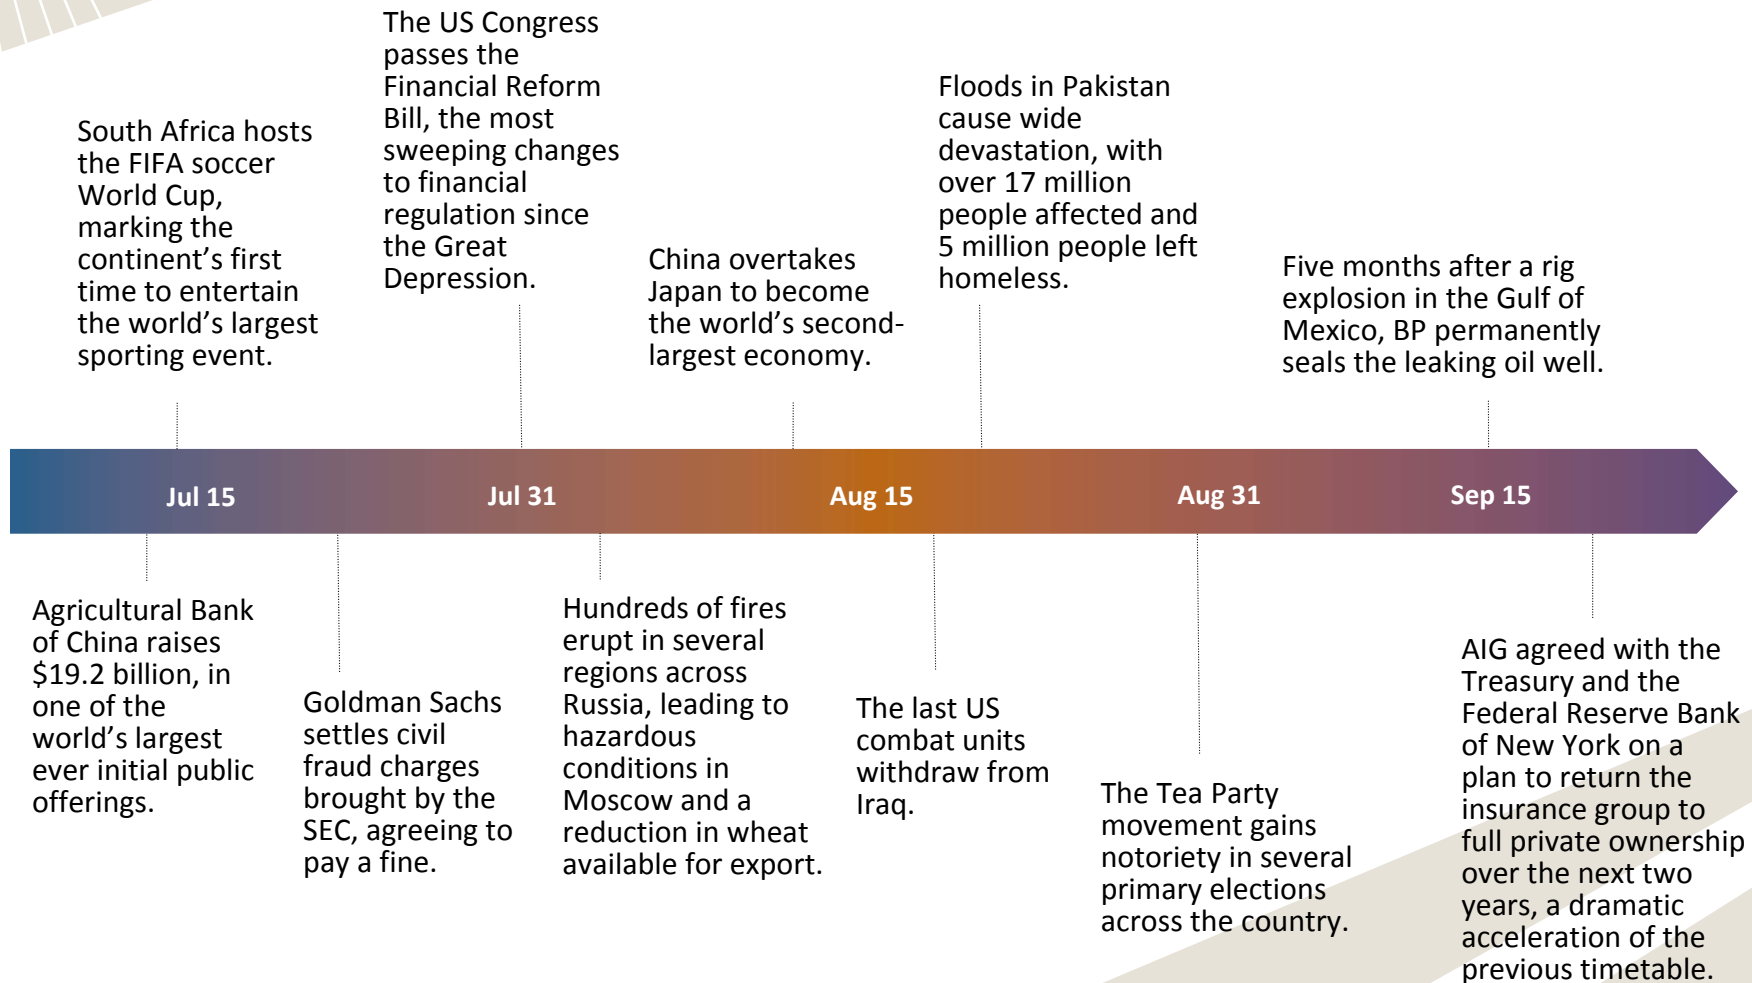 The US Congress
passes the
Financial Reform
Bill, the most
sweeping changes
to financial
regulation since
the Great
Depression.
South Africa hosts
the FIFA soccer
World Cup,
marking the
continent’s first
time to entertain
the world’s largest
sporting event.
China overtakes
Japan to become
the world’s second-
largest economy.
Floods in Pakistan
cause wide
devastation, with
over 17 million
people affected and
5 million people left
homeless.
Five months after a rig
explosion in the Gulf of
Mexico, BP permanently
seals the leaking oil well.
Jul 15
Jul 31
Aug 15
Aug 31
Sep 15
Agricultural Bank
of China raises
$19.2 billion, in
one of the
world’s largest
ever initial public
offerings.
Goldman Sachs
settles civil
fraud charges
brought by the
SEC, agreeing to
pay a fine.
Hundreds of fires
erupt in several
regions across
Russia, leading to
hazardous
conditions in
Moscow and a
reduction in wheat
available for export.
The last US
combat units
withdraw from
Iraq.
The Tea Party
movement gains
notoriety in several
primary elections
across the country.
AIG agreed with the
Treasury and the
Federal Reserve Bank
of New York on a
plan to return the
insurance group to
full private ownership
over the next two
years, a dramatic
acceleration of the
previous timetable.